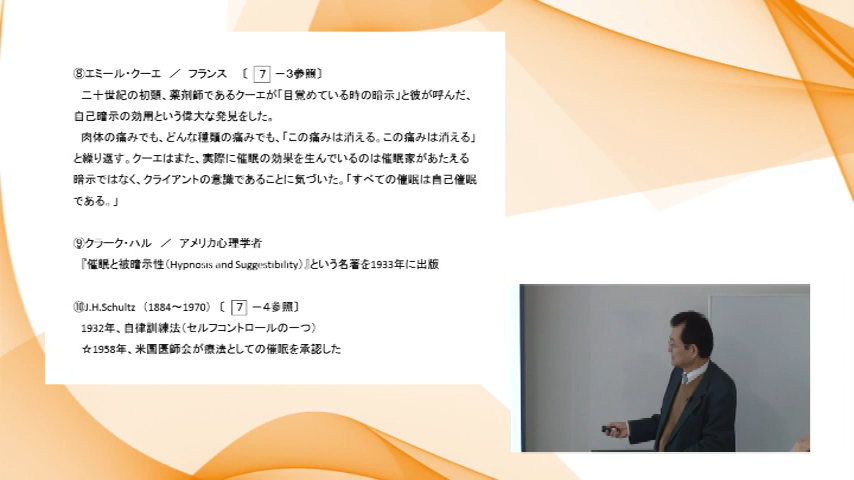 ⑧エミール・クーエ ／ フランス 〔 7 －3参照〕
二十世紀の初頭、薬剤師であるクーエが「目覚めている時の暗示」と彼が呼んだ、
自己暗示の効用という偉大な発見をした。
肉体の痛みでも、どんな種類の痛みでも、「この痛みは消える。この痛みは消える」
と繰り返す。クーエはまた、実際に催眠の効果を生んでいるのは催眠家があたえる
暗示ではなく、クライアントの意識であることに気づいた。「すべての催眠は自己催眠
である。」
⑨クラーク・ハル ／ アメリカ心理学者
『催眠と被暗示性（Hypnosis and Suggestibility）』という名著を1933年に出版
⑩J.H.Schultz （1884～1970） 〔 7 －4参照〕
1932年、自律訓練法（セルフコントロールの一つ）
☆1958年、米国医師会が療法としての催眠を承認した